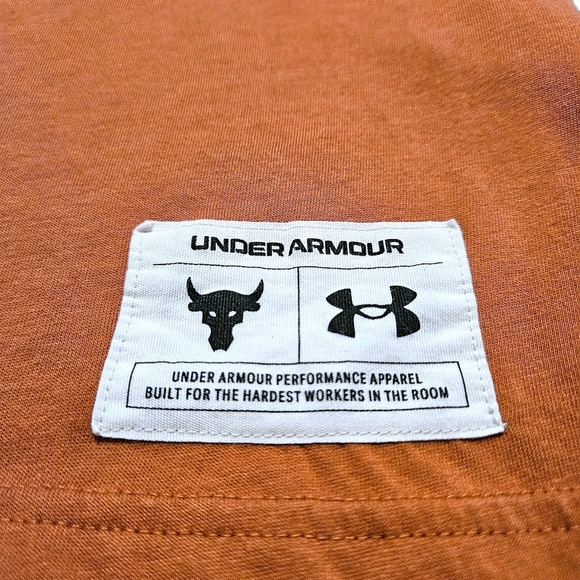 UNDER ARMOUR
UNDER ARMOUR PERFORMANCE APPAREL
BUILT FOR THE HARDEST WORKERS IN THE ROOM